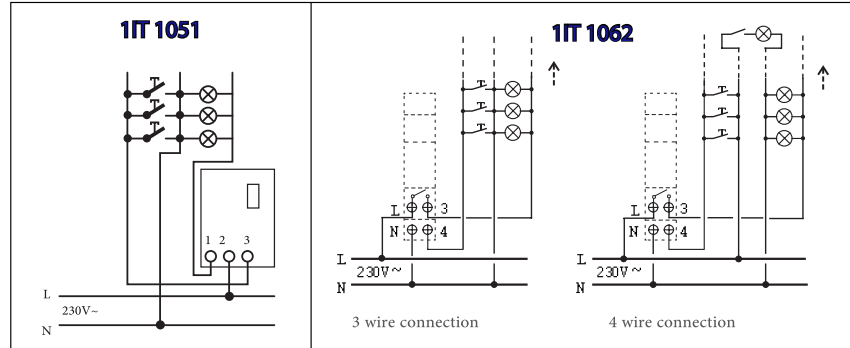 1IT 1051
1 2 3
L
230V~
N
1IT 1062
L 3
N 4
L
230V~
N
3 wire connection
L 3
N 4
L
230V~
N
4 wire connection